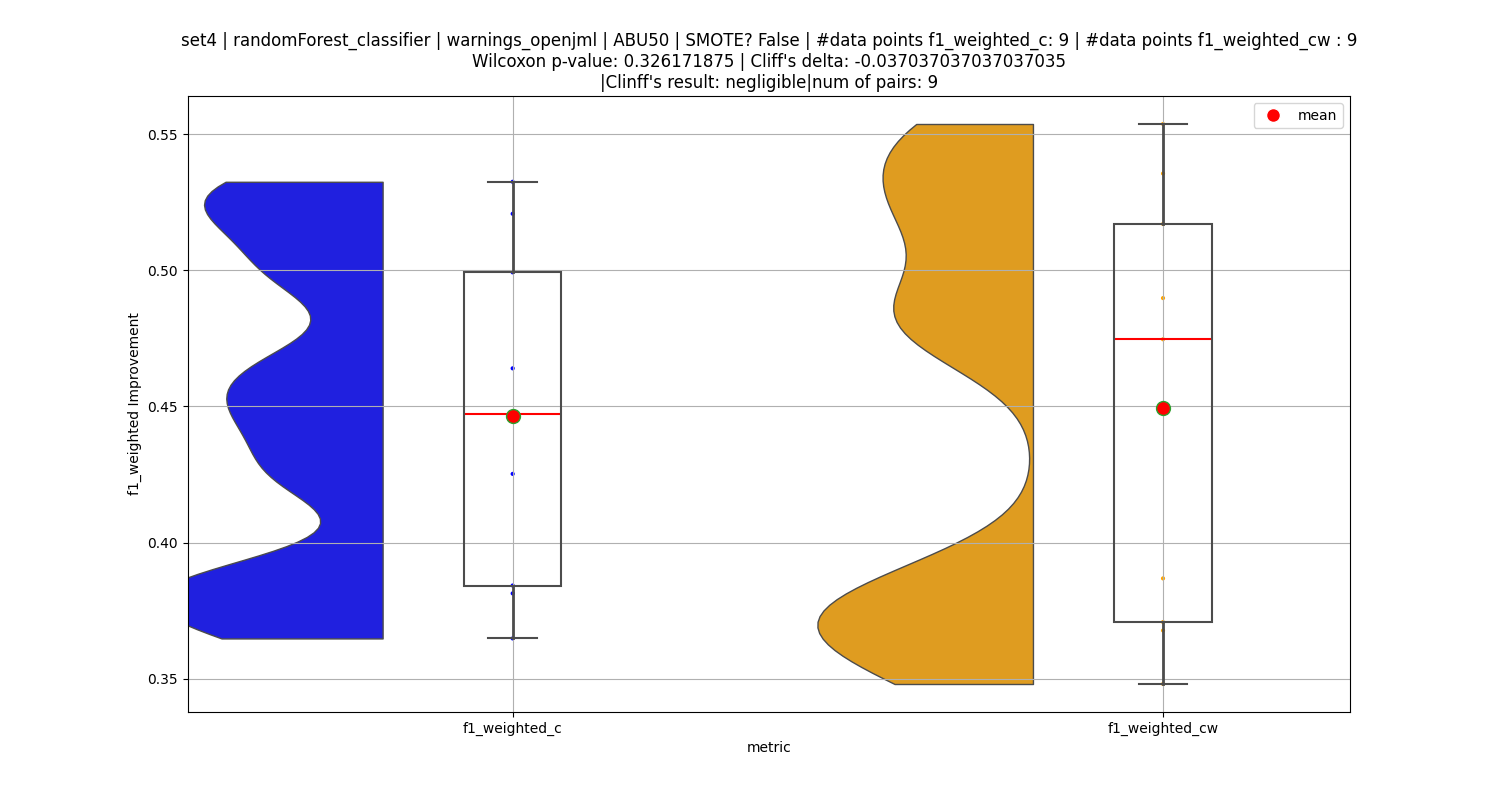 set4 | randomForest_classifier | warnings_openjml | ABU50 | SMOTE? False | #data points f1_weighted_c: 9 | #data points f1_weighted_cw : 9
Wilcoxon p-value: 0.326171875 | Cliff's delta: -0.037037037037037035
|Clinff's result: negligible|num of pairs: 9
mean
0.55
0.50
0.45
0.40
0.35
f1_weighted Improvement
f1_weighted_c
f1_weighted_cw
metric